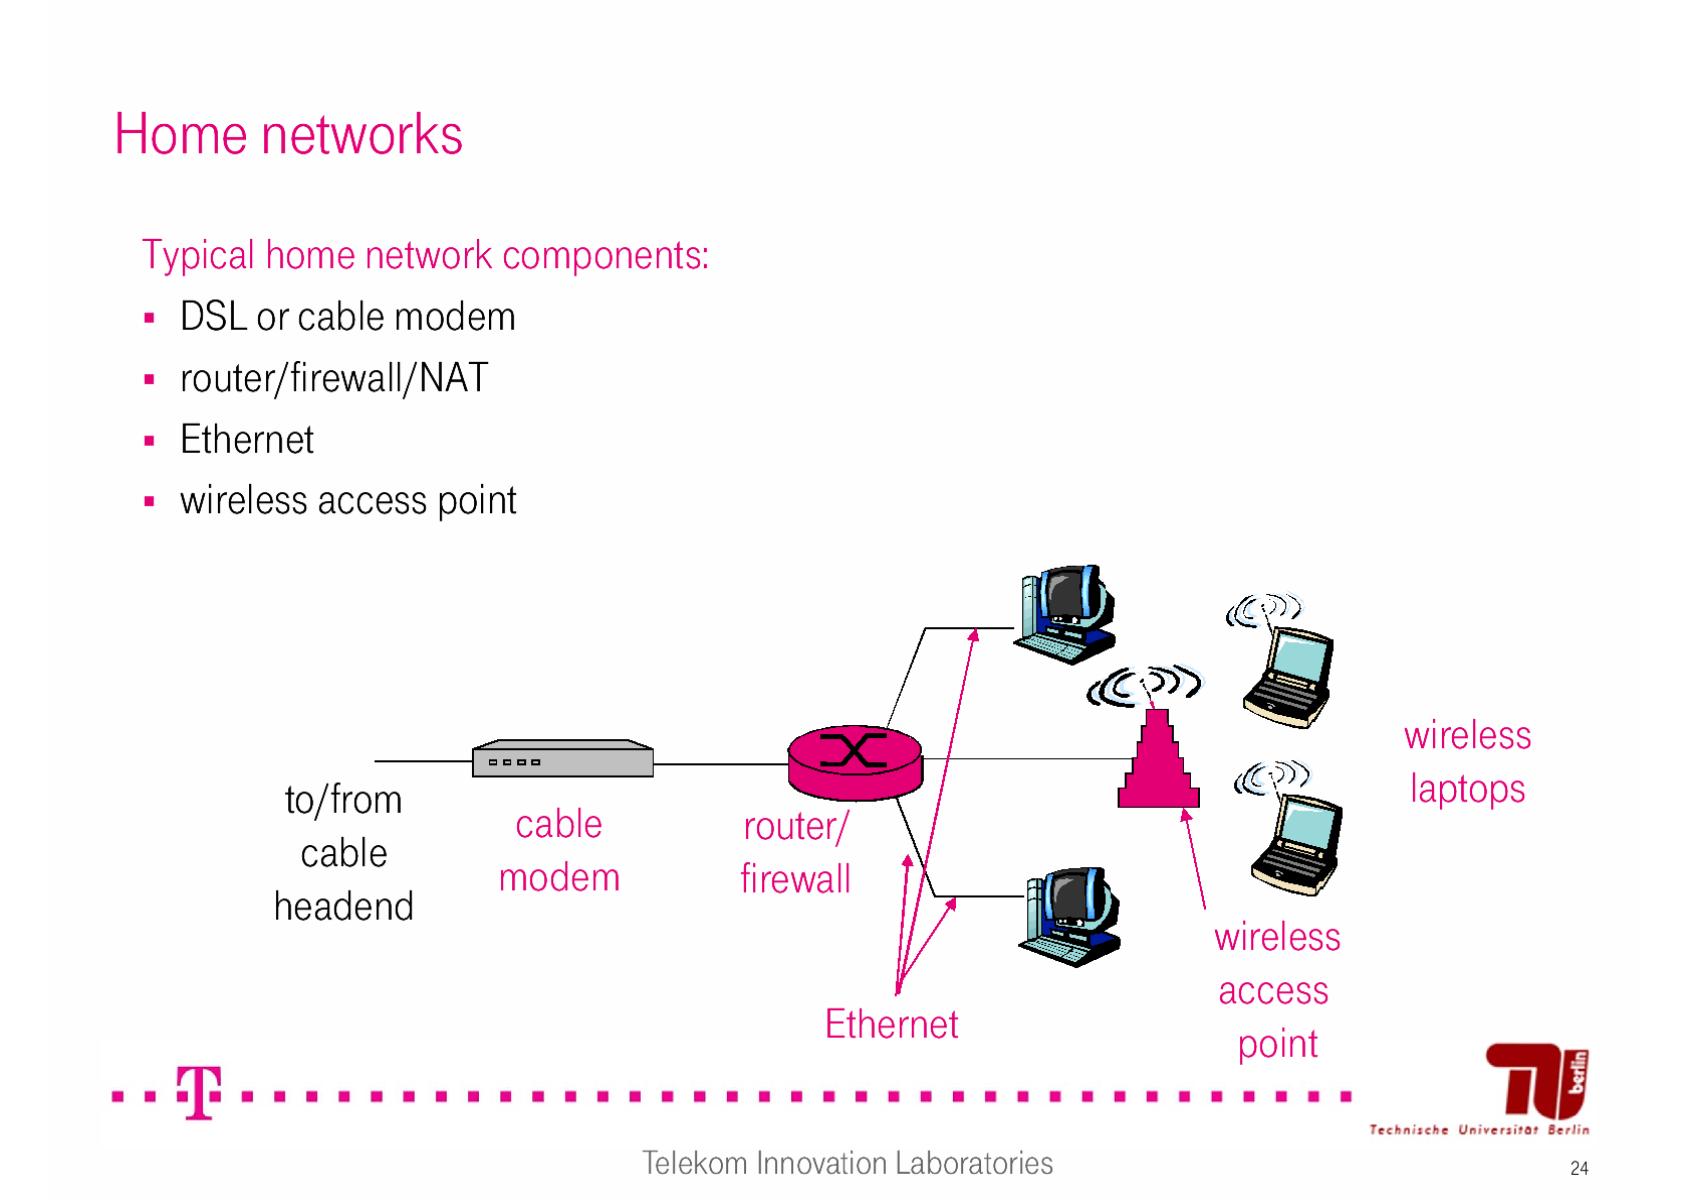 Home networks
Typical home network components:
▪ DSL or cable modem
▪ router/firewall/NAT
▪ Ethernet
▪ wireless access point
to/from
cable
headend
cable
modem
router/
firewall
Ethernet
wireless
access
point
wireless
laptops
T
TU berlin
Technische Universität Berlin
Telekom Innovation Laboratories
24